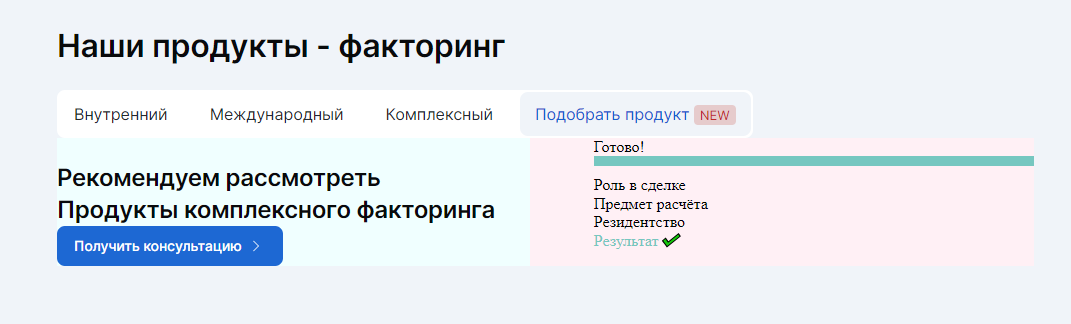 Наши продукты - факторинг
Внутренний Международный Комплексный Подобрать продукт NEW
Рекомендуем рассмотреть
Продукты комплексного факторинга
Получить консультацию
Готово!
Роль в сделке
Предмет расчёта
Резидентство
Результат